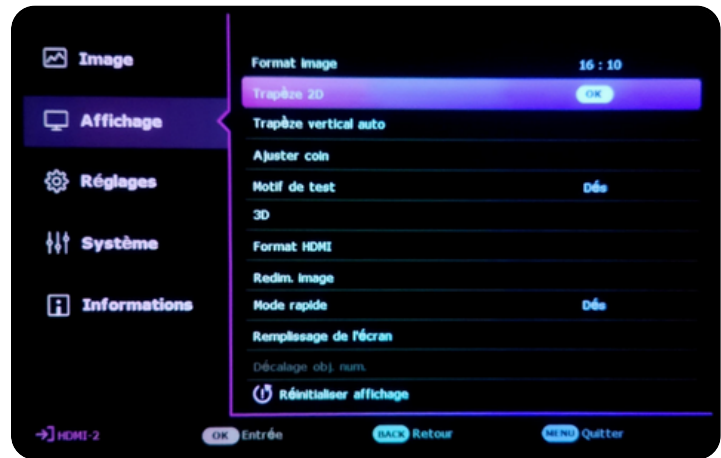 Image
Affichage
Réglages
Système
Informations
Format image 16 : 10
Trapèze 2D OK
Trapèze vertical auto
Ajuster coin
Motif de test Dés
3D
Format HDMI
Redim. image
Mode rapide Dés
Remplissage de l'écran
Décalage obj. num.
Réinitialiser affichage
HDMI-2 OK Entrée BACK Retour MENU Quitter